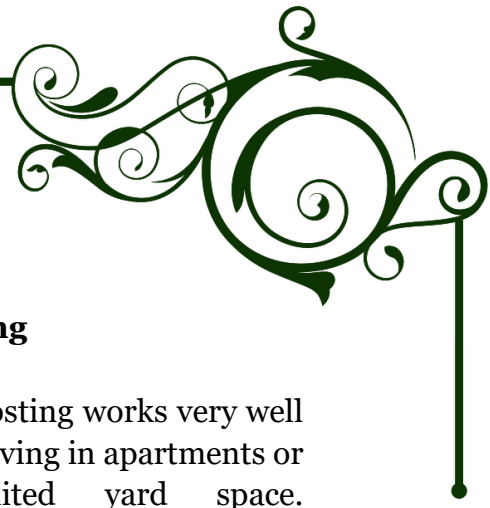 ng
osting works very well
ving in apartments or
ited yard space.